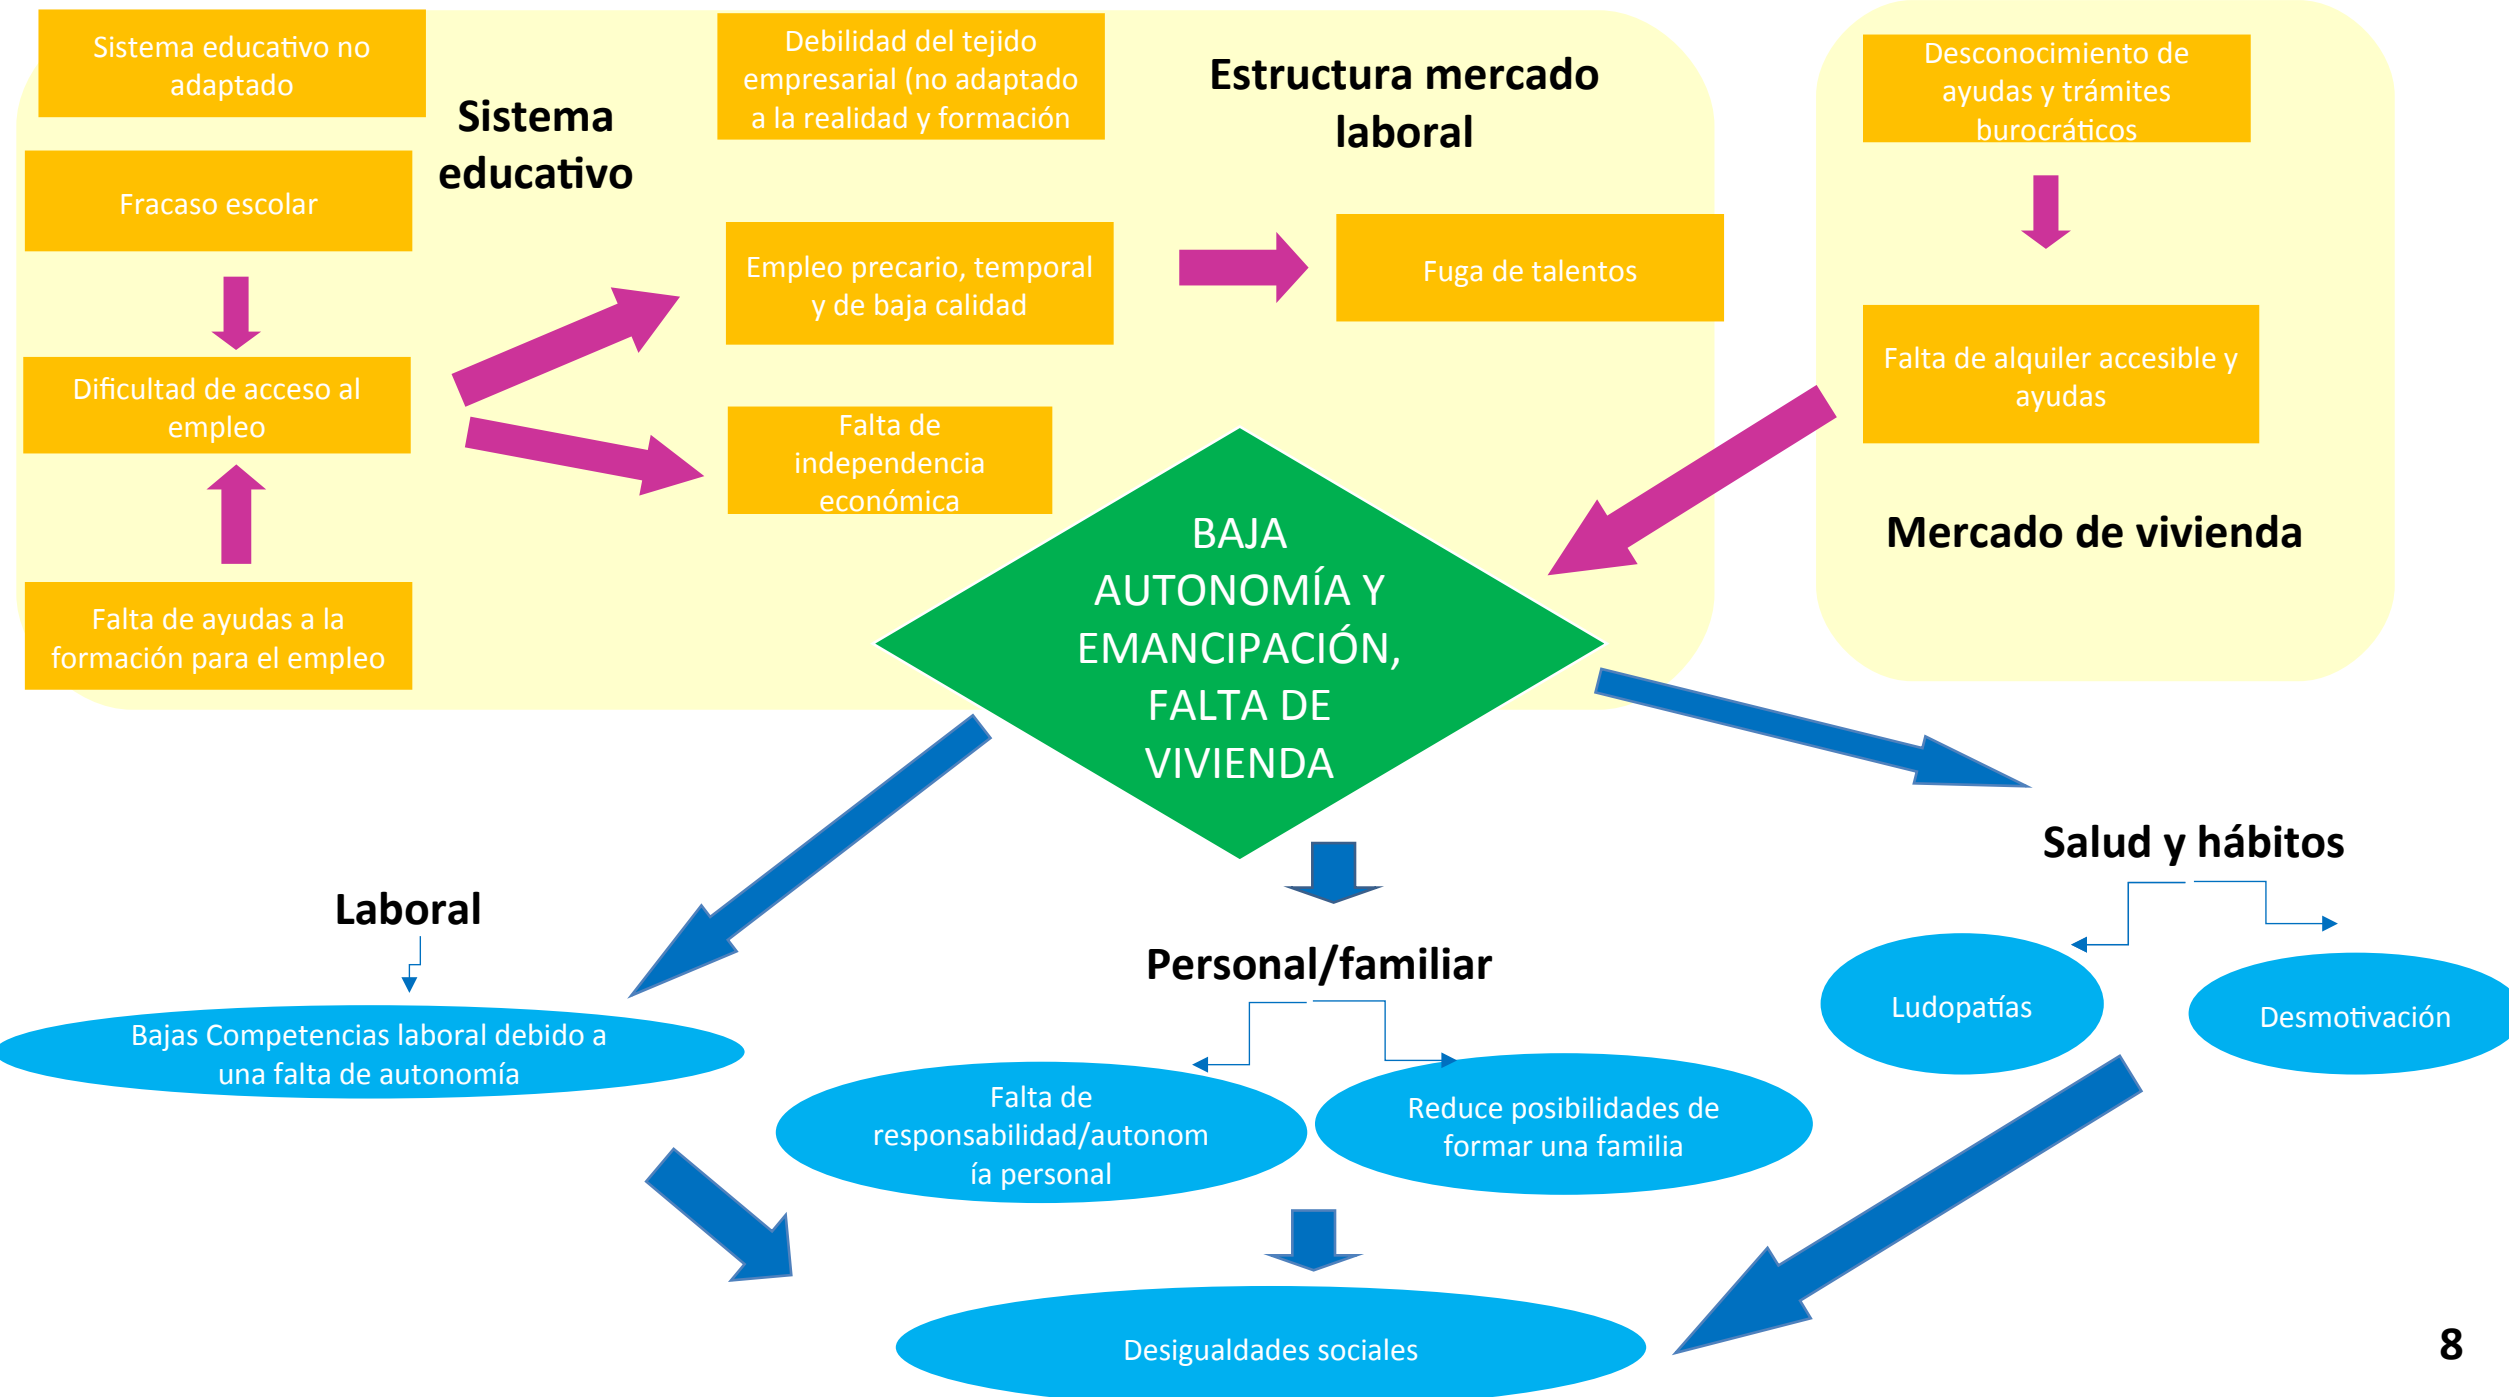 Sistema educativo no
adaptado
Sistema
educativo
Debilidad del tejido
empresarial (no adaptado
a la realidad y formación
Estructura mercado
laboral
Desconocimiento de
ayudas y trámites
burocráticos
Fracaso escolar
Empleo precario, temporal
y de baja calidad
Fuga de talentos
Dificultad de acceso al
empleo
Falta de
independencia
económica
Falta de alquiler accesible y
ayudas
Mercado de vivienda
Falta de ayudas a la
formación para el empleo
BAJA
AUTONOMÍA Y
EMANCIPACIÓN,
FALTA DE
VIVIENDA
Laboral
Bajas Competencias laboral debido a
una falta de autonomía
Personal/familiar
Falta de
responsabilidad/autonom
ía personal
Reduce posibilidades de
formar una familia
Salud y hábitos
Ludopatías
Desmotivación
Desigualdades sociales
8